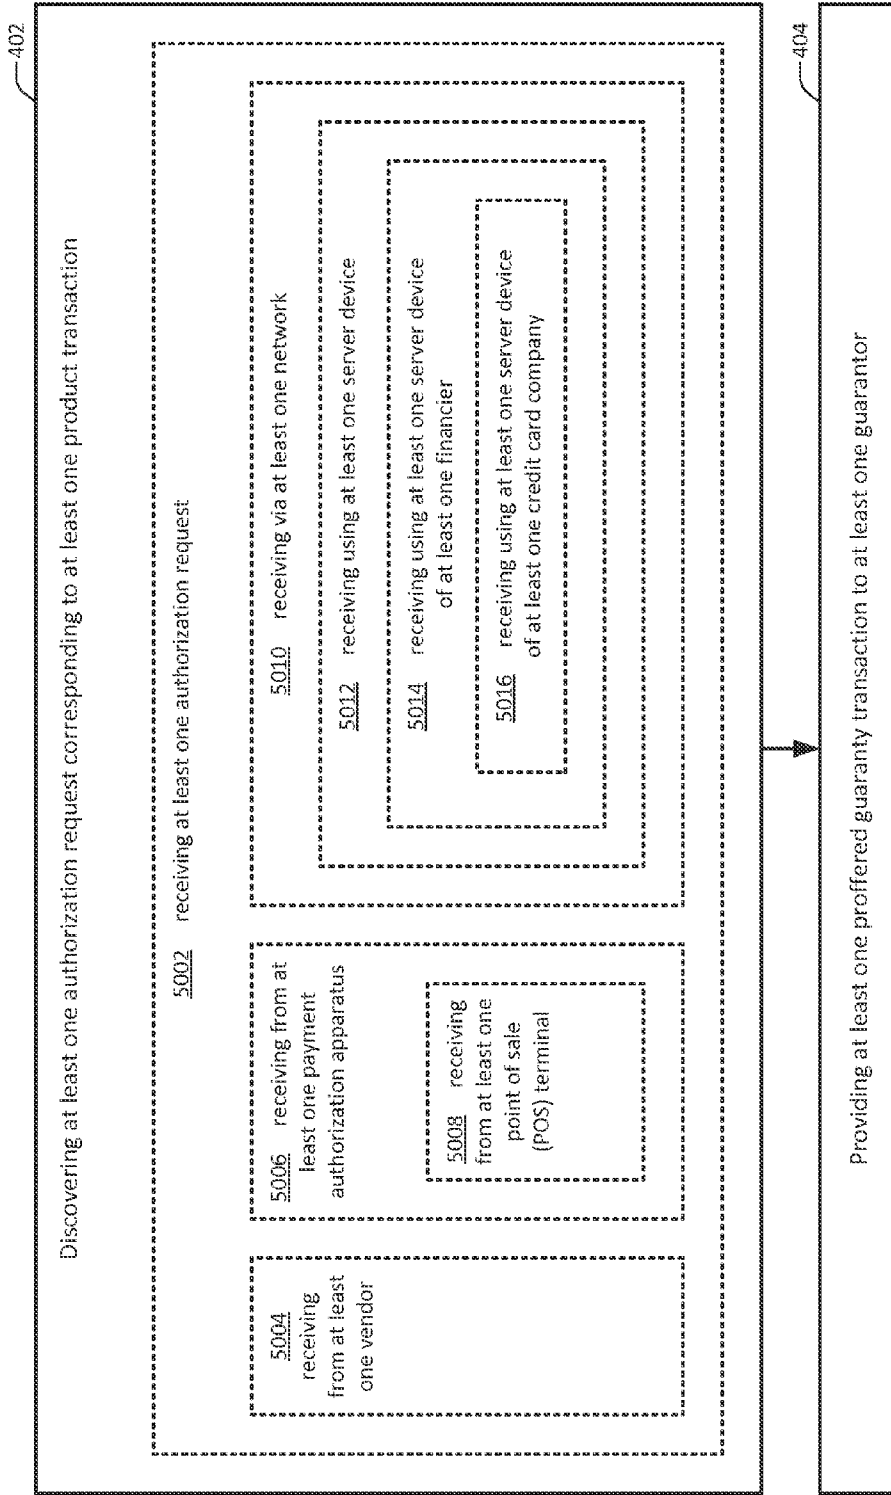 402
Discovering at least one authorization request corresponding to at least one product transaction
5002 receiving at least one authorization request
5004
receiving
from at least
one vendor
5006 receiving from at
least one payment
authorization apparatus
5008 receiving
from at least one
point of sale
(POS) terminal
5010 receiving via at least one network
5012 receiving using at least one server device
5014 receiving using at least one server device
of at least one financier
5016 receiving using at least one server device
of at least one credit card company
404
Providing at least one proffered guaranty transaction to at least one guarantor